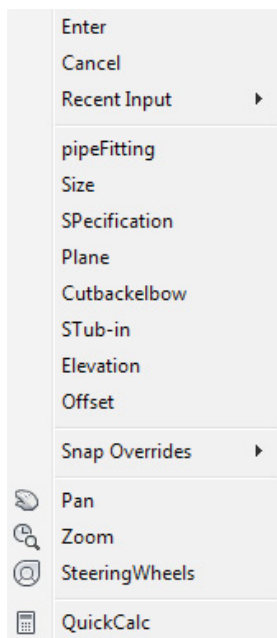 Enter
Cancel
Recent Input
pipeFitting
Size
SPecification
Plane
Cutbackelbow
STub-in
Elevation
Offset
Snap Overrides
Pan
Zoom
SteeringWheels
QuickCalc